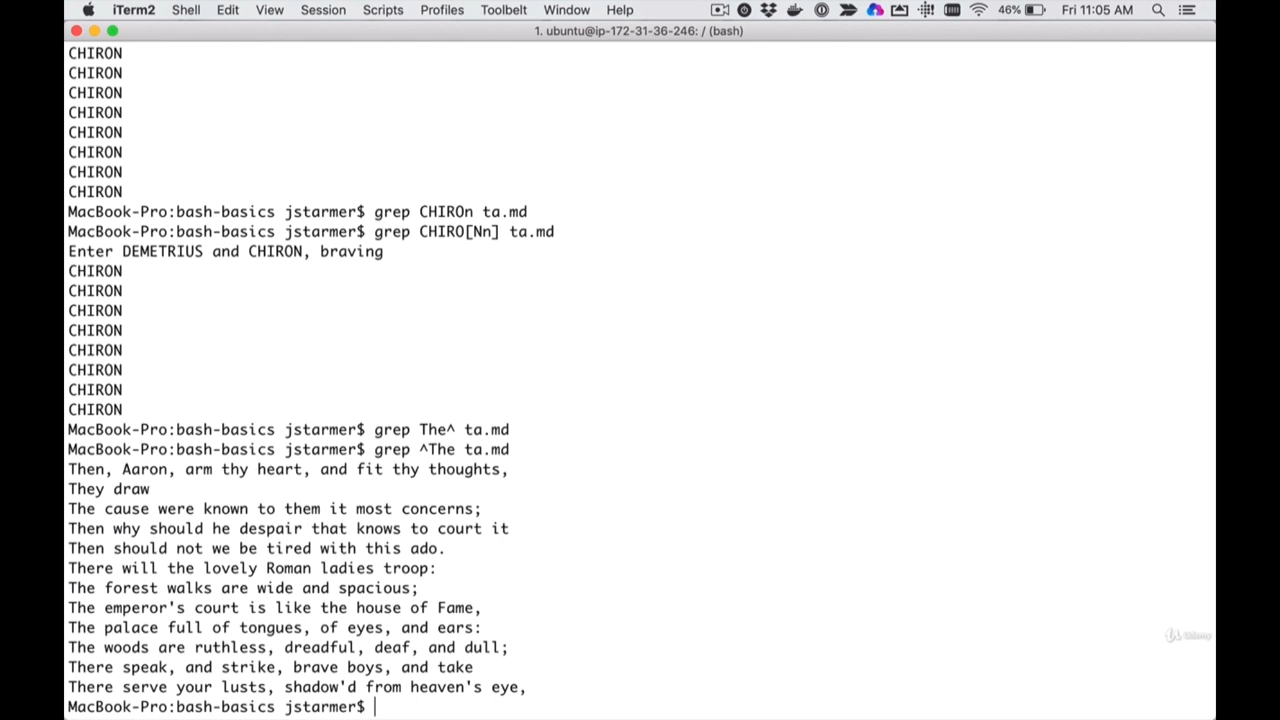 iTerm2 Shell Edit View Session Scripts Profiles Toolbelt Window Help 46% Fri 11:05 AM
1. ubuntu@ip-172-31-36-246: / (bash)
CHIRON
CHIRON
CHIRON
CHIRON
CHIRON
CHIRON
CHIRON
CHIRON
MacBook-Pro:bash-basics jstarmer$ grep CHIROn ta.md
MacBook-Pro:bash-basics jstarmer$ grep CHIRO[Nn] ta.md
Enter DEMETRIUS and CHIRON, braving
CHIRON
CHIRON
CHIRON
CHIRON
CHIRON
CHIRON
CHIRON
CHIRON
MacBook-Pro:bash-basics jstarmer$ grep The^ ta.md
MacBook-Pro:bash-basics jstarmer$ grep ^The ta.md
Then, Aaron, arm thy heart, and fit thy thoughts,
They draw
The cause were known to them it most concerns;
Then why should he despair that knows to court it
Then should not we be tired with this ado.
There will the lovely Roman ladies troop:
The forest walks are wide and spacious;
The emperor's court is like the house of Fame,
The palace full of tongues, of eyes, and ears:
The woods are ruthless, dreadful, deaf, and dull;
There speak, and strike, brave boys, and take
There serve your lusts, shadow'd from heaven's eye,
MacBook-Pro:bash-basics jstarmer$
Udemy